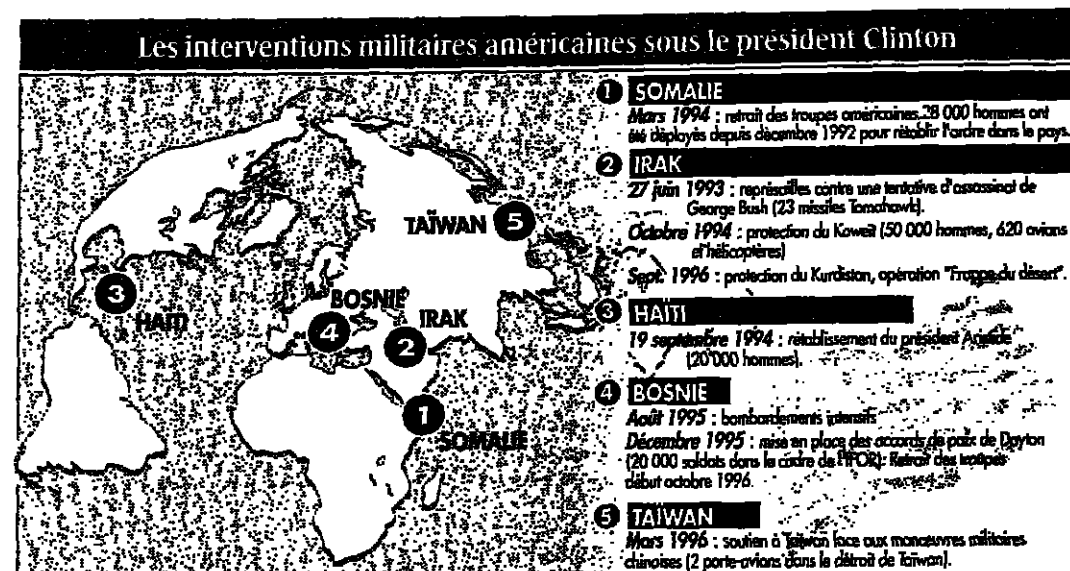 Les interventions militaires américaines sous le président Clinton
TAÏWAN 5
3
HAÏTI
BOSNIE
4
IRAK
2
1
SOMALIE
1 SOMALIE
Mars 1994 : retrait des troupes américaines. 28 000 hommes ont
été déployés depuis décembre 1992 pour rétablir l'ordre dans le pays.
2 IRAK
27 juin 1993 : représailles contre une tentative d'assassinat de
George Bush (23 missiles Tomahawk).
Octobre 1994 : protection du Koweït (50 000 hommes, 620 avions
et hélicoptères)
Sept. 1996 : protection du Kurdistan, opération "Frappe du désert".
3 HAÏTI
19 septembre 1994 : rétablissement du président Aristide
(20 000 hommes).
4 BOSNIE
Août 1995 : bombardements intensifs
Décembre 1995 : mise en place des accords de paix de Dayton
(20 000 soldats dans le cadre de l'IFOR). Retrait des troupes
début octobre 1996.
5 TAÏWAN
Mars 1996 : soutien à Taïwan face aux manœuvres militaires
chinoises (2 porte-avions dans le détroit de Taïwan).